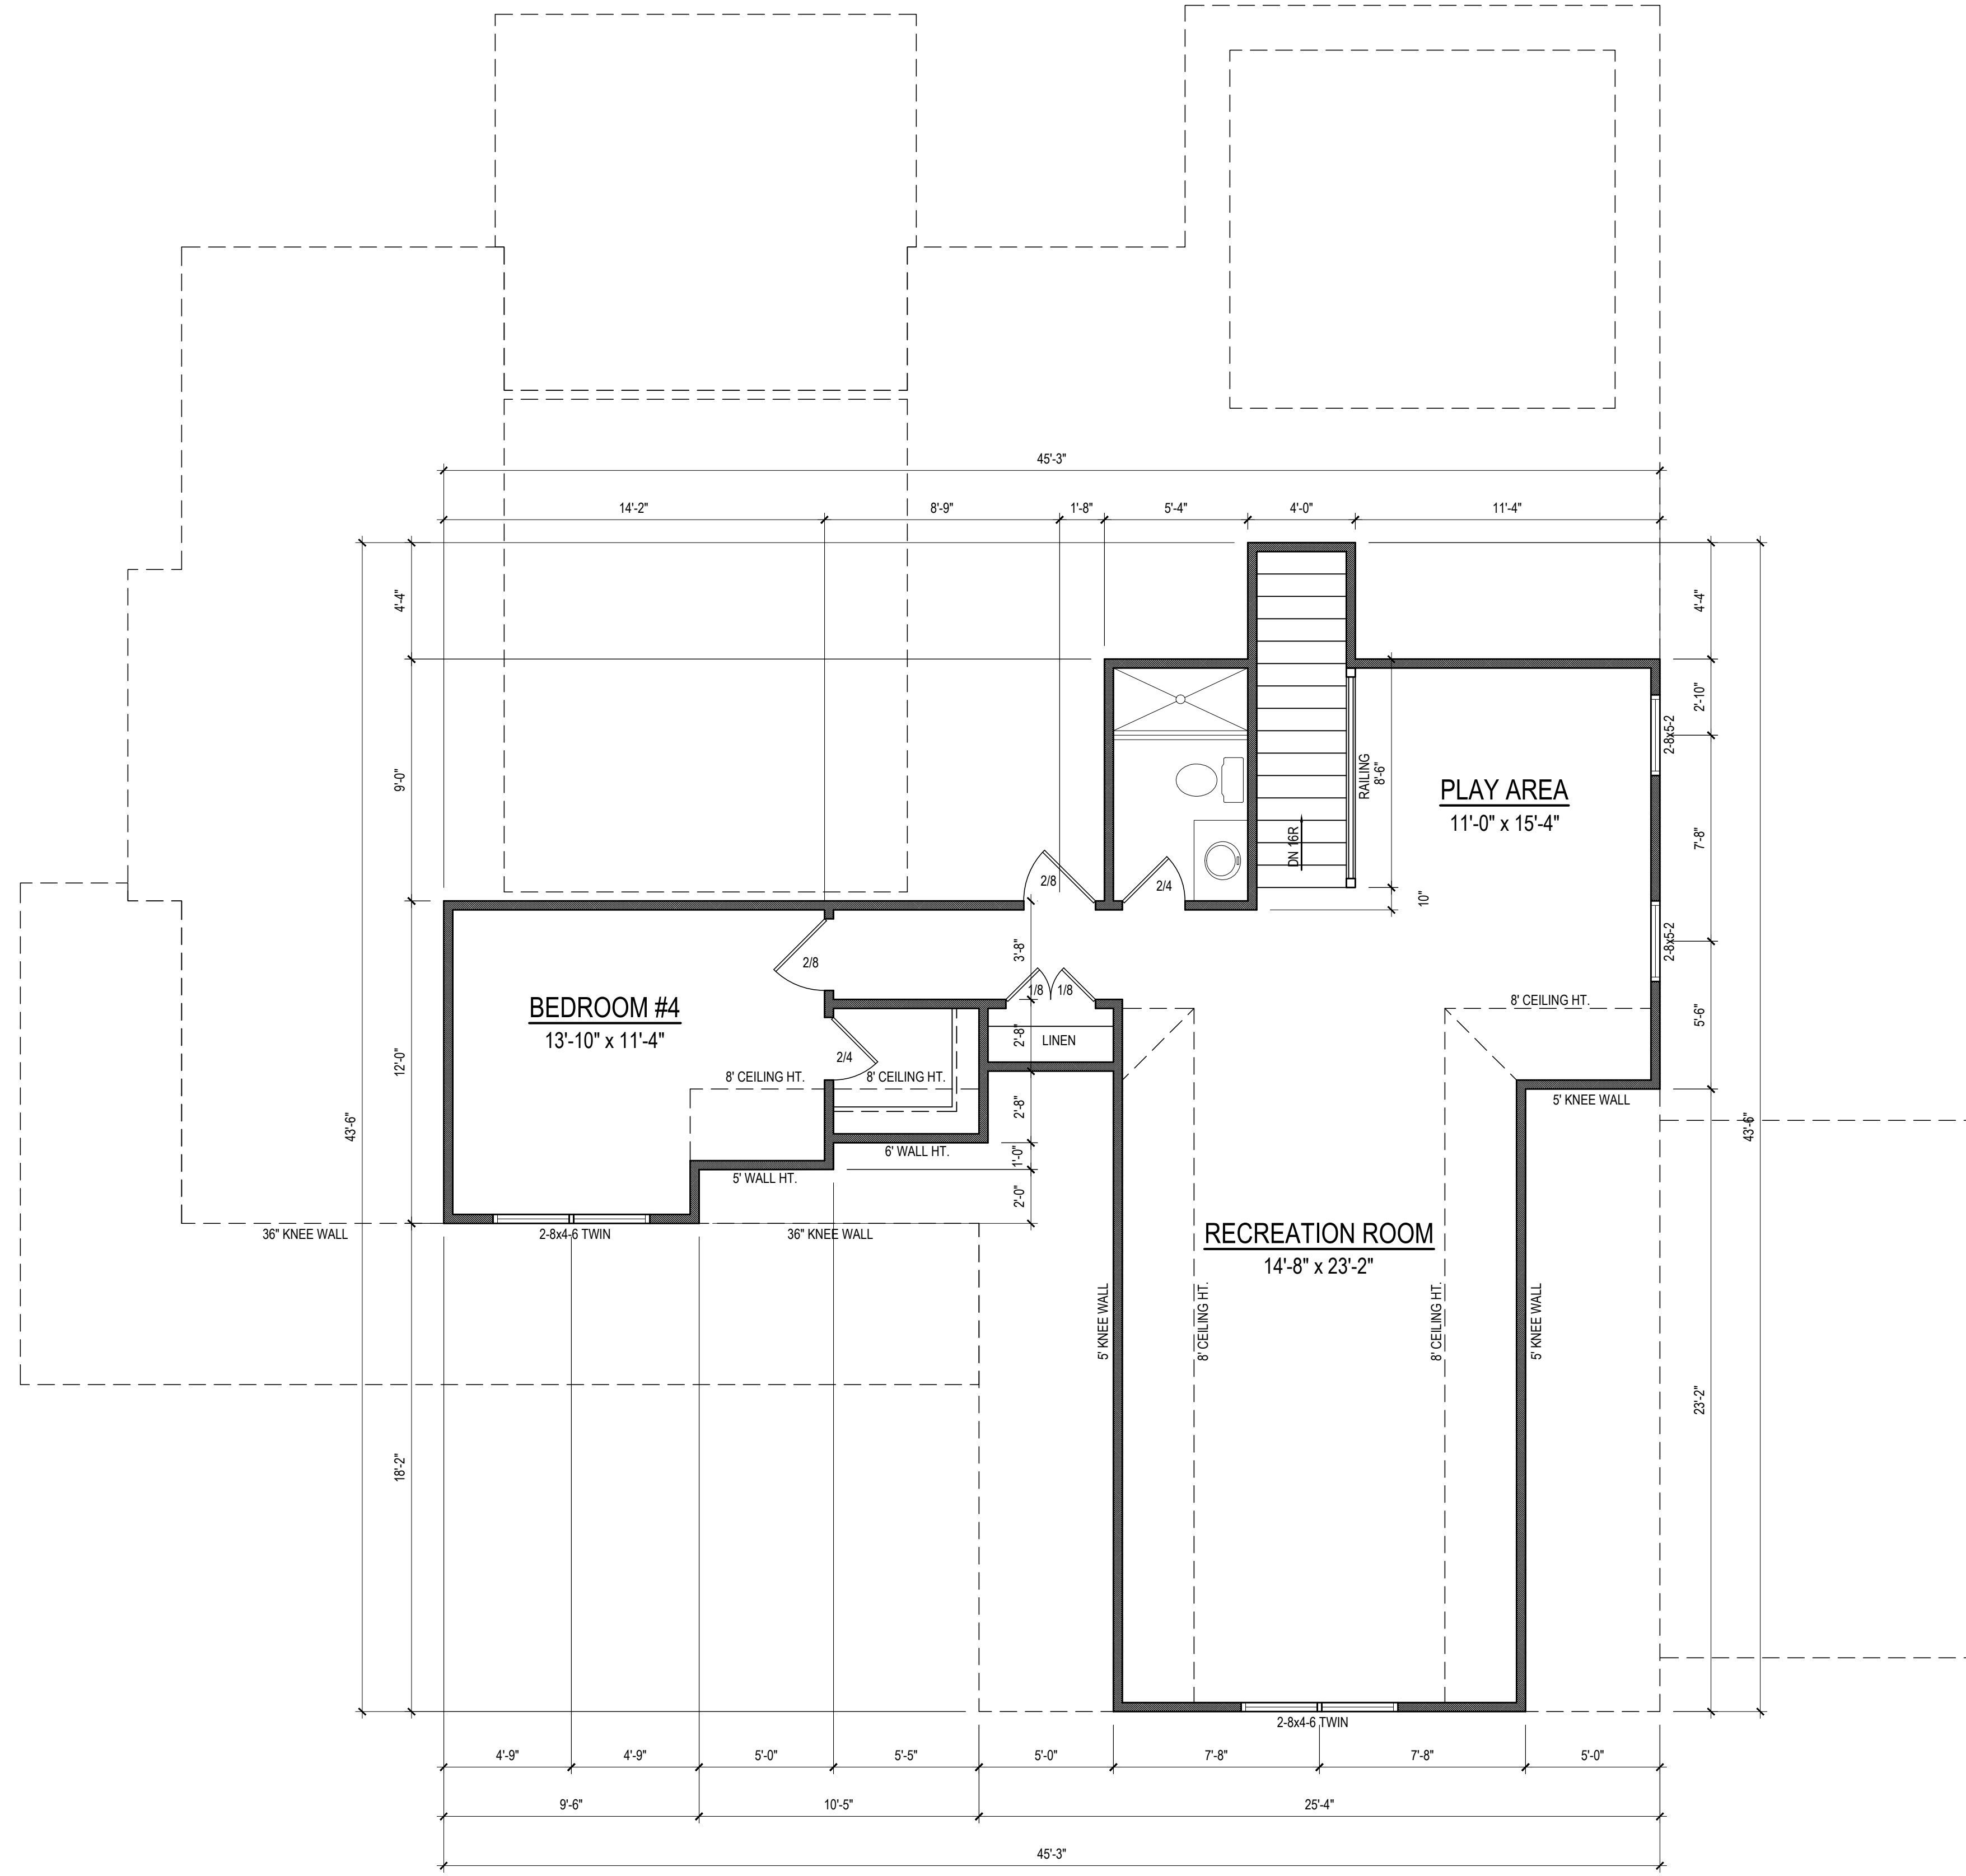 45'-3"
14'-2" 8'-9" 1'-8" 5'-4" 4'-0" 11'-4"
4'-4"
4'-4"
2'-10"
2-8x5-2
9'-0"
RAILING
8'-6"
PLAY AREA
11'-0" x 15'-4"
7'-8"
DN 16R
2/8
2/4
10"
2-8x5-2
3'-8"
2/8
1/8 1/8
BEDROOM #4
13'-10" x 11'-4"
8' CEILING HT.
5'-6"
2'-8"
LINEN
2/4
12'-0"
8' CEILING HT.
8' CEILING HT.
5' KNEE WALL
2'-8"
43'-6"
43'-6"
6' WALL HT.
1'-0"
5' WALL HT.
2'-0"
36" KNEE WALL
2-8x4-6 TWIN
36" KNEE WALL
RECREATION ROOM
14'-8" x 23'-2"
5' KNEE WALL
8' CEILING HT.
8' CEILING HT.
5' KNEE WALL
23'-2"
18'-2"
2-8x4-6 TWIN
4'-9" 4'-9" 5'-0" 5'-5" 5'-0" 7'-8" 7'-8" 5'-0"
9'-6" 10'-5" 25'-4"
45'-3"